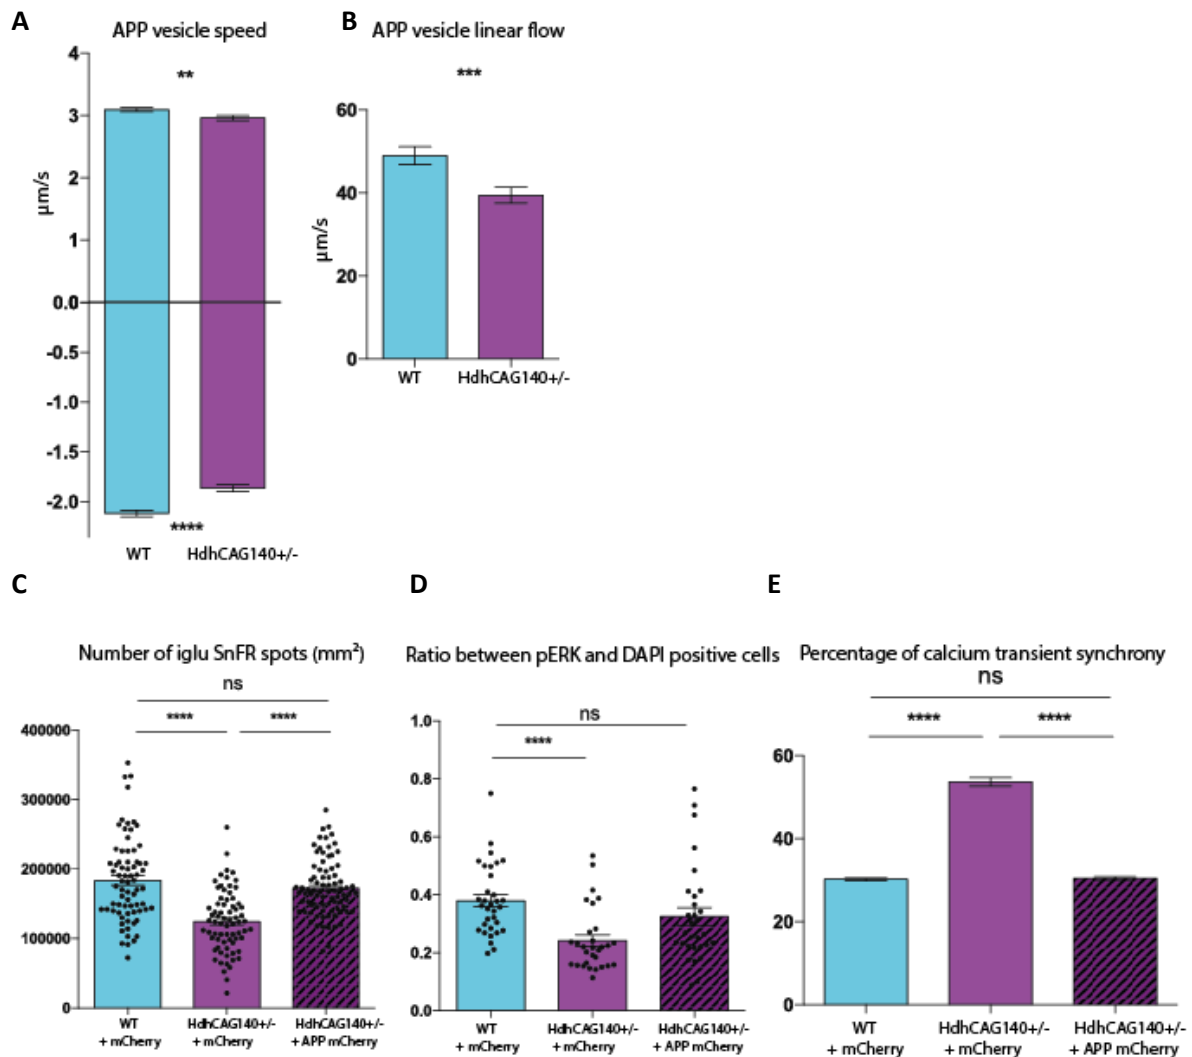 A
APP vesicle speed
**
4
3
2
1
0.0
-0.5
-1.0
-1.5
-2.0
µm/s
****
WT HdhCAG140+/-
B
APP vesicle linear flow
***
60
40
20
0
µm/s
WT HdhCAG140+/-
C
Number of iglu SnFR spots (mm²)
ns
**** ****
400000
300000
200000
100000
0
WT HdhCAG140+/- HdhCAG140+/-
+ mCherry + mCherry + APP mCherry
D
Ratio between pERK and DAPI positive cells
ns
****
1.0
0.8
0.6
0.4
0.2
0.0
WT HdhCAG140+/- HdhCAG140+/-
+ mCherry + mCherry + APP mCherry
E
Percentage of calcium transient synchrony
ns
**** ****
60
40
20
0
WT HdhCAG140+/- HdhCAG140+/-
+ mCherry + mCherry + APP mCherry